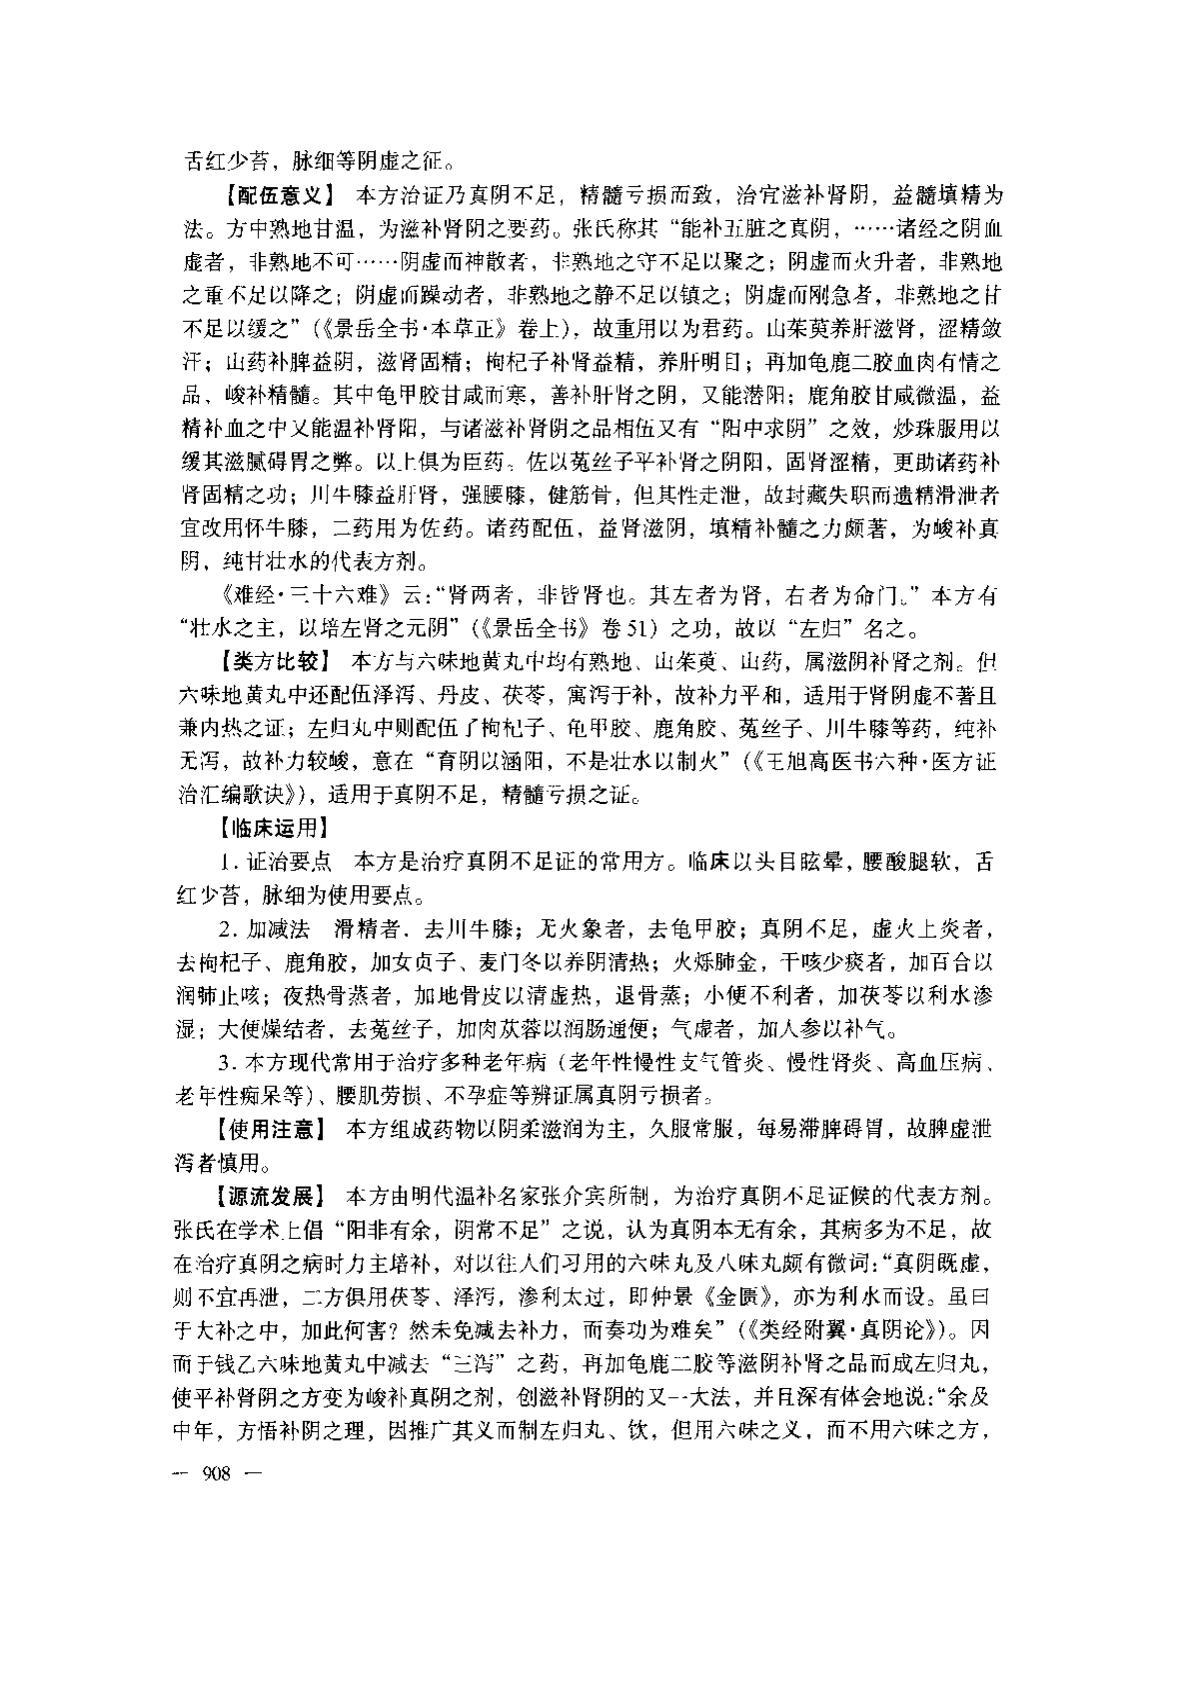 舌红少苔，脉细等阴虚之征。
【配伍意义】 本方治证乃真阴不足，精髓亏损而致，治宜滋补肾阴，益髓填精为
法。方中熟地甘温，为滋补肾阴之要药。张氏称其“能补五脏之真阴，……诸经之阴血
虚者，非熟地不可……阴虚而神散者，非熟地之守不足以聚之；阴虚而火升者，非熟地
之重不足以降之；阴虚而躁动者，非熟地之静不足以镇之；阴虚而刚急者，非熟地之甘
不足以缓之”（《景岳全书·本草正》卷上），故重用以为君药。山茱萸养肝滋肾，涩精敛
汗；山药补脾益阴，滋肾固精；枸杞子补肾益精，养肝明目；再加龟鹿二胶血肉有情之
品，峻补精髓。其中龟甲胶甘咸而寒，善补肝肾之阴，又能潜阳；鹿角胶甘咸微温，益
精补血之中又能温补肾阳，与诸滋补肾阴之品相伍又有“阳中求阴”之效，炒珠服用以
缓其滋腻碍胃之弊。以上俱为臣药。佐以菟丝子平补肾之阴阳，固肾涩精，更助诸药补
肾固精之功；川牛膝益肝肾，强腰膝，健筋骨，但其性走泄，故封藏失职而遗精滑泄者
宜改用怀牛膝，二药用为佐药。诸药配伍，益肾滋阴，填精补髓之力颇著，为峻补真
阴，纯甘壮水的代表方剂。
《难经·三十六难》云：“肾两者，非皆肾也。其左者为肾，右者为命门。”本方有
“壮水之主，以培左肾之元阴”（《景岳全书》卷51）之功，故以“左归”名之。
【类方比较】 本方与六味地黄丸中均有熟地、山茱萸、山药，属滋阴补肾之剂。但
六味地黄丸中还配伍泽泻、丹皮、茯苓，寓泻于补，故补力平和，适用于肾阴虚不著且
兼内热之证；左归丸中则配伍了枸杞子、龟甲胶、鹿角胶、菟丝子、川牛膝等药，纯补
无泻，故补力较峻，意在“育阴以涵阳，不是壮水以制火”（《王旭高医书六种·医方证
治汇编歌诀》），适用于真阴不足，精髓亏损之证。
【临床运用】
1. 证治要点　本方是治疗真阴不足证的常用方。临床以头目眩晕，腰酸腿软，舌
红少苔，脉细为使用要点。
2. 加减法　滑精者，去川牛膝；无火象者，去龟甲胶；真阴不足，虚火上炎者，
去枸杞子、鹿角胶，加女贞子、麦门冬以养阴清热；火烁肺金，干咳少痰者，加百合以
润肺止咳；夜热骨蒸者，加地骨皮以清虚热，退骨蒸；小便不利者，加茯苓以利水渗
湿；大便燥结者，去菟丝子，加肉苁蓉以润肠通便；气虚者，加人参以补气。
3. 本方现代常用于治疗多种老年病（老年性慢性支气管炎、慢性肾炎、高血压病、
老年性痴呆等）、腰肌劳损、不孕症等辨证属真阴亏损者。
【使用注意】 本方组成药物以阴柔滋润为主，久服常服，每易滞脾碍胃，故脾虚泄
泻者慎用。
【源流发展】 本方由明代温补名家张介宾所制，为治疗真阴不足证候的代表方剂。
张氏在学术上倡“阳非有余，阴常不足”之说，认为真阴本无有余，其病多为不足，故
在治疗真阴之病时力主培补，对以往人们习用的六味丸及八味丸颇有微词：“真阴既虚，
则不宜再泄，二方俱用茯苓、泽泻，渗利太过，即仲景《金匮》，亦为利水而设。虽曰
于大补之中，加此何害？然未免减去补力，而奏功为难矣”（《类经附翼·真阴论》）。因
而于钱乙六味地黄丸中减去“三泻”之药，再加龟鹿二胶等滋阴补肾之品而成左归丸，
使平补肾阴之方变为峻补真阴之剂，创滋补肾阴的又一大法，并且深有体会地说：“余及
中年，方悟补阴之理，因推广其义而制左归丸、饮，但用六味之义，而不用六味之方，
— 908 —